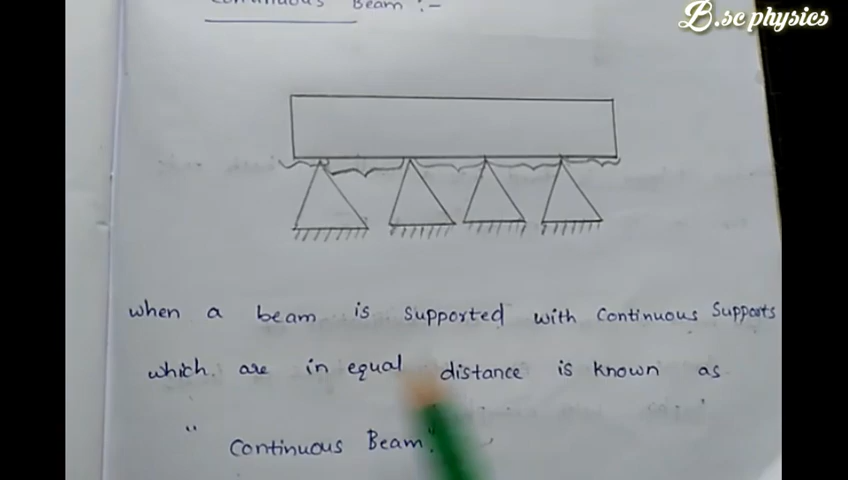 Continuous Beam :-
B.sc physics
when a beam is supported with continuous supports
which are in equal distance is known as
" Continuous Beam."